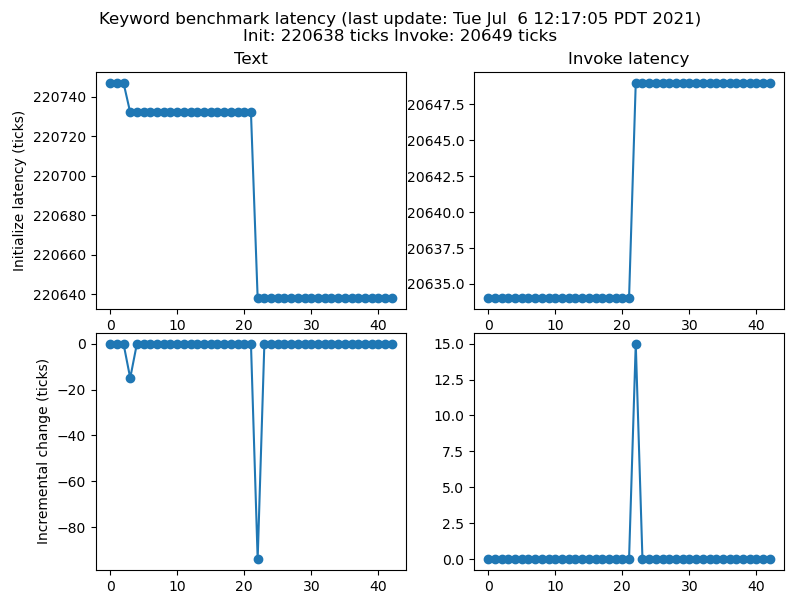 Keyword benchmark latency (last update: Tue Jul  6 12:17:05 PDT 2021)
Init: 220638 ticks Invoke: 20649 ticks
Text
Invoke latency
Initialize latency (ticks)
220740
220720
220700
220680
220660
220640
0 10 20 30 40
20647.5
20645.0
20642.5
20640.0
20637.5
20635.0
0 10 20 30 40
Incremental change (ticks)
0
−20
−40
−60
−80
0 10 20 30 40
15.0
12.5
10.0
7.5
5.0
2.5
0.0
0 10 20 30 40